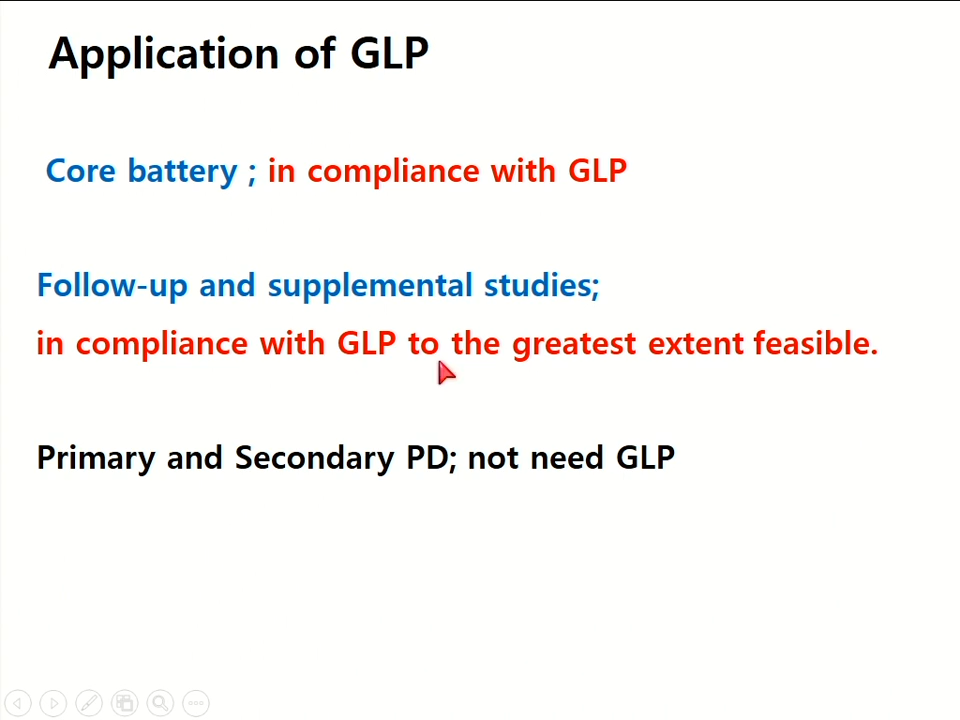 Application of GLP
Core battery ; in compliance with GLP
Follow-up and supplemental studies;
in compliance with GLP to the greatest extent feasible.
Primary and Secondary PD; not need GLP